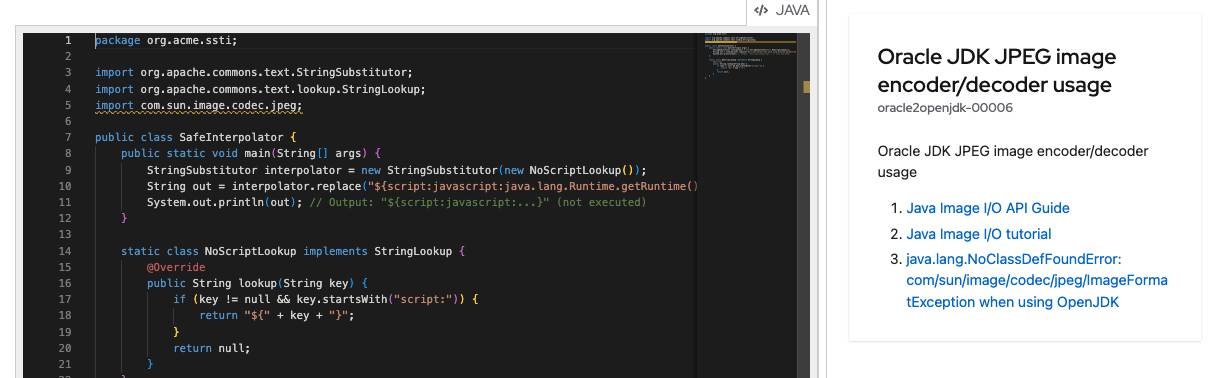 </> JAVA
1 package org.acme.ssti;
2
3 import org.apache.commons.text.StringSubstitutor;
4 import org.apache.commons.text.lookup.StringLookup;
5 import com.sun.image.codec.jpeg;
6
7 public class SafeInterpolator {
8 public static void main(String[] args) {
9 StringSubstitutor interpolator = new StringSubstitutor(new NoScriptLookup());
10 String out = interpolator.replace("${script:javascript:java.lang.Runtime.getRuntime()
11 System.out.println(out); // Output: "${script:javascript:...}" (not executed)
12 }
13
14 static class NoScriptLookup implements StringLookup {
15 @Override
16 public String lookup(String key) {
17 if (key != null && key.startsWith("script:")) {
18 return "${" + key + "}";
19 }
20 return null;
21 }
Oracle JDK JPEG image
encoder/decoder usage
oracle2openjdk-00006
Oracle JDK JPEG image encoder/decoder
usage
1. Java Image I/O API Guide
2. Java Image I/O tutorial
3. java.lang.NoClassDefFoundError:
com/sun/image/codec/jpeg/ImageForma
tException when using OpenJDK